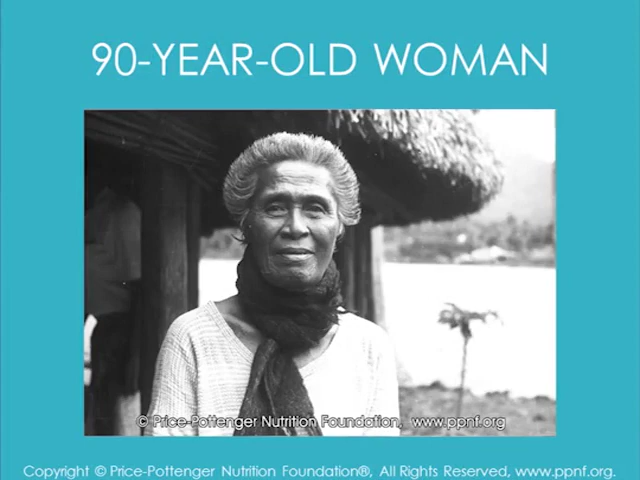 90-YEAR-OLD WOMAN
© Price-Pottenger Nutrition Foundation, www.ppnf.org
Copyright © Price-Pottenger Nutrition Foundation®, All Rights Reserved, www.ppnf.org.